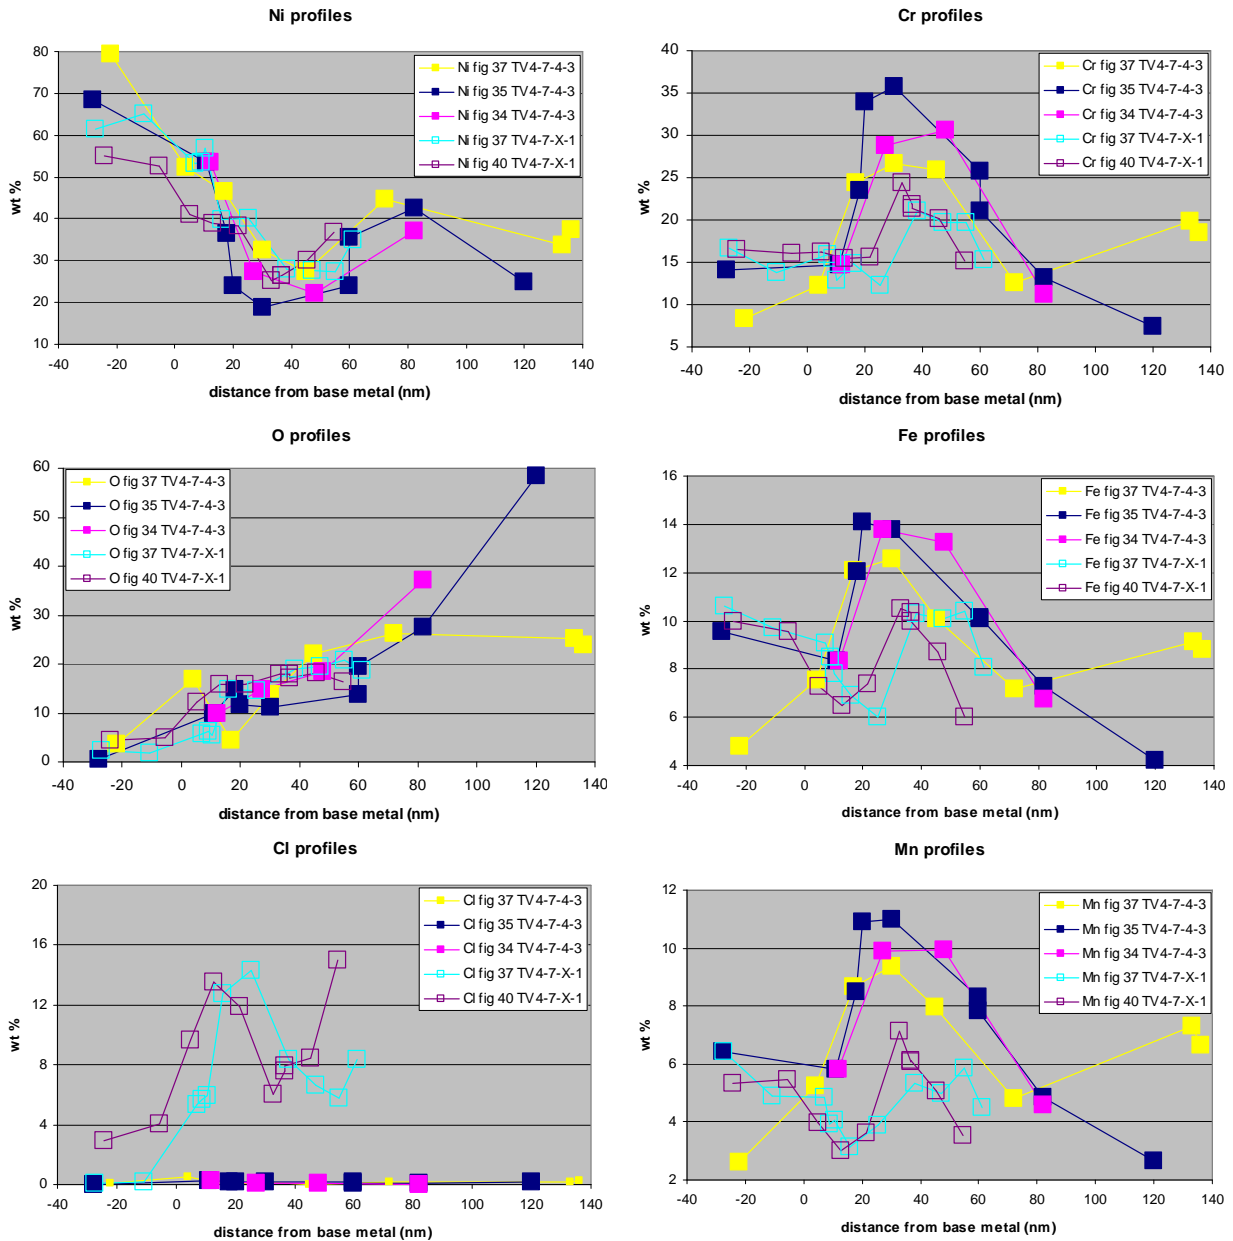 Ni profiles
80
70
60
50
40
30
20
10
wt %
-40 -20 0 20 40 60 80 100 120 140
distance from base metal (nm)
Ni fig 37 TV4-7-4-3
Ni fig 35 TV4-7-4-3
Ni fig 34 TV4-7-4-3
Ni fig 37 TV4-7-X-1
Ni fig 40 TV4-7-X-1
Cr profiles
40
35
30
25
20
15
10
5
wt %
-40 -20 0 20 40 60 80 100 120 140
distance from base metal (nm)
Cr fig 37 TV4-7-4-3
Cr fig 35 TV4-7-4-3
Cr fig 34 TV4-7-4-3
Cr fig 37 TV4-7-X-1
Cr fig 40 TV4-7-X-1
O profiles
60
50
40
30
20
10
0
wt %
-40 -20 0 20 40 60 80 100 120 140
distance from base metal (nm)
O fig 37 TV4-7-4-3
O fig 35 TV4-7-4-3
O fig 34 TV4-7-4-3
O fig 37 TV4-7-X-1
O fig 40 TV4-7-X-1
Fe profiles
16
14
12
10
8
6
4
wt %
-40 -20 0 20 40 60 80 100 120 140
distance from base metal (nm)
Fe fig 37 TV4-7-4-3
Fe fig 35 TV4-7-4-3
Fe fig 34 TV4-7-4-3
Fe fig 37 TV4-7-X-1
Fe fig 40 TV4-7-X-1
Cl profiles
20
16
12
8
4
0
wt %
-40 -20 0 20 40 60 80 100 120 140
distance from base metal (nm)
Cl fig 37 TV4-7-4-3
Cl fig 35 TV4-7-4-3
Cl fig 34 TV4-7-4-3
Cl fig 37 TV4-7-X-1
Cl fig 40 TV4-7-X-1
Mn profiles
12
10
8
6
4
2
wt %
-40 -20 0 20 40 60 80 100 120 140
distance from base metal (nm)
Mn fig 37 TV4-7-4-3
Mn fig 35 TV4-7-4-3
Mn fig 34 TV4-7-4-3
Mn fig 37 TV4-7-X-1
Mn fig 40 TV4-7-X-1